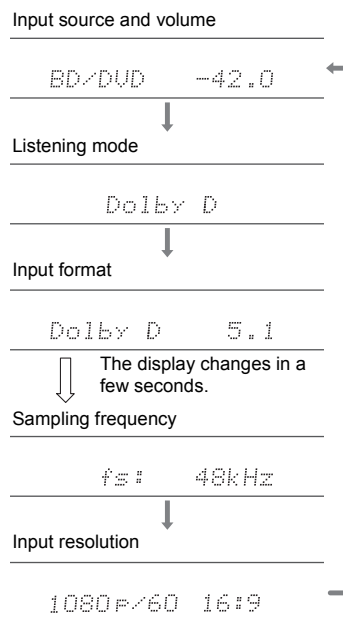 Input source and volume
BD/DVD -42.0
Listening mode
Dolby D
Input format
Dolby D 5.1
The display changes in a
few seconds.
Sampling frequency
fs: 48kHz
Input resolution
1080p/60 16:9